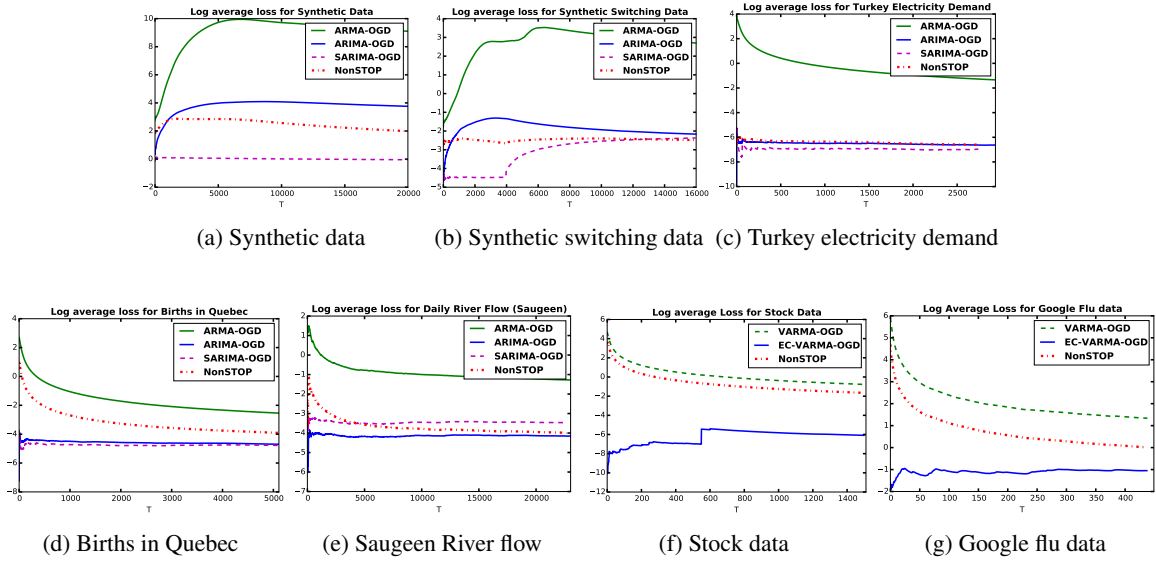 Log average loss for Synthetic Data
10
8
6
4
2
0
−2
0
5000
10000
15000
20000
T
ARMA-OGD
ARIMA-OGD
SARIMA-OGD
NonSTOP
(a) Synthetic data
Log average loss for Synthetic Switching Data
4
3
2
1
0
−1
−2
−3
−4
−5
0
2000
4000
6000
8000
10000
12000
14000
16000
T
ARMA-OGD
ARIMA-OGD
SARIMA-OGD
NonSTOP
(b) Synthetic switching data
Log average loss for Turkey Electricity Demand
4
2
0
−2
−4
−6
−8
−10
0
500
1000
1500
2000
2500
T
ARMA-OGD
ARIMA-OGD
SARIMA-OGD
NonSTOP
(c) Turkey electricity demand
Log average loss for Births in Quebec
4
2
0
−2
−4
−6
−8
0
1000
2000
3000
4000
5000
T
ARMA-OGD
ARIMA-OGD
SARIMA-OGD
NonSTOP
(d) Births in Quebec
Log average loss for Daily River Flow (Saugeen)
2
1
0
−1
−2
−3
−4
−5
−6
−7
0
5000
10000
15000
20000
T
ARMA-OGD
ARIMA-OGD
SARIMA-OGD
NonSTOP
(e) Saugeen River flow
Log average Loss for Stock Data
6
4
2
0
−2
−4
−6
−8
−10
−12
0
200
400
600
800
1000
1200
1400
T
VARMA-OGD
EC-VARMA-OGD
NonSTOP
(f) Stock data
Log Average Loss for Google Flu data
6
5
4
3
2
1
0
−1
−2
0
50
100
150
200
250
300
350
400
T
VARMA-OGD
EC-VARMA-OGD
NonSTOP
(g) Google flu data